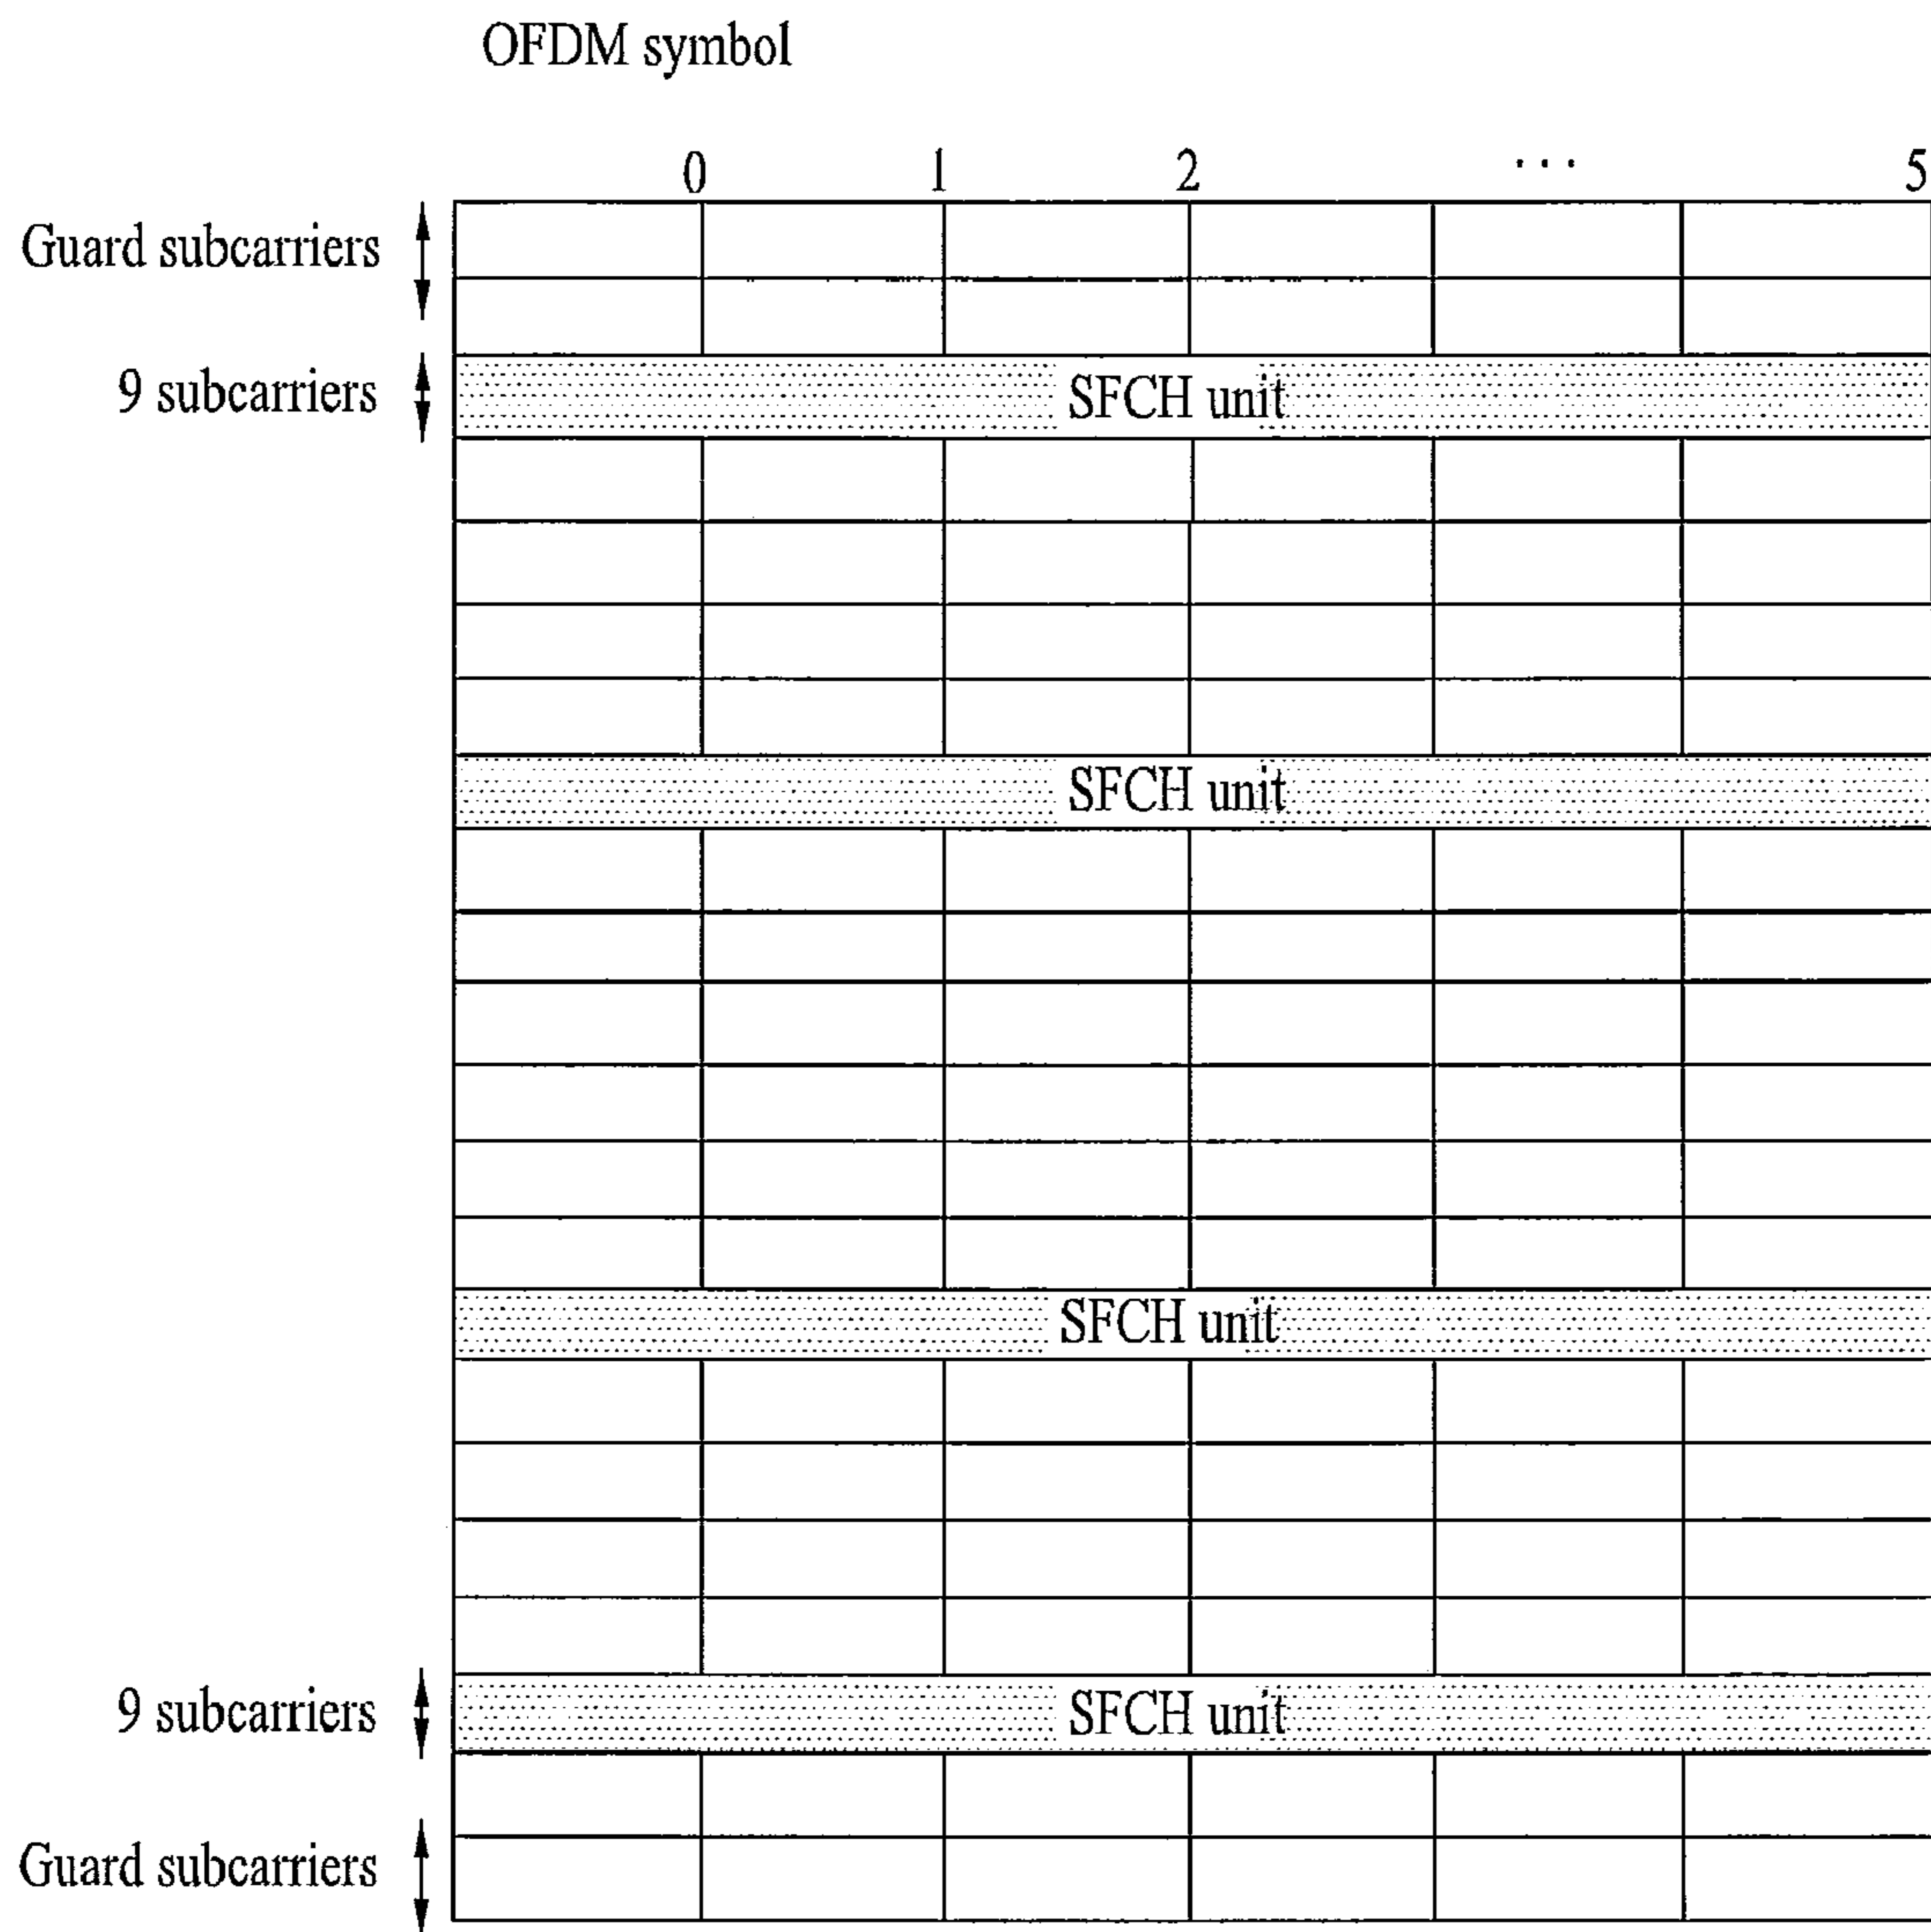 OFDM symbol
0 1 2 ... 5
Guard subcarriers
9 subcarriers
SFCH unit
SFCH unit
SFCH unit
9 subcarriers
SFCH unit
Guard subcarriers